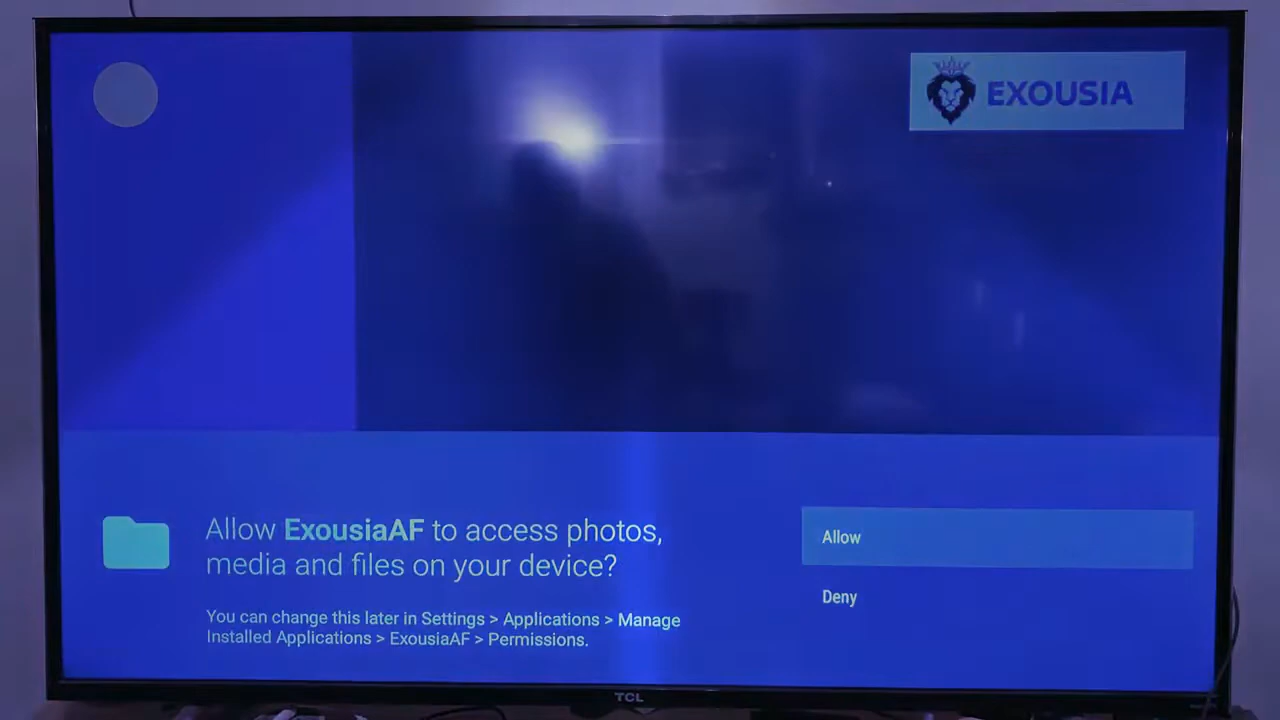 EXOUSIA
Allow ExousiaAF to access photos,
media and files on your device?
You can change this later in Settings > Applications > Manage
Installed Applications > ExousiaAF > Permissions.
Allow
Deny
TCL